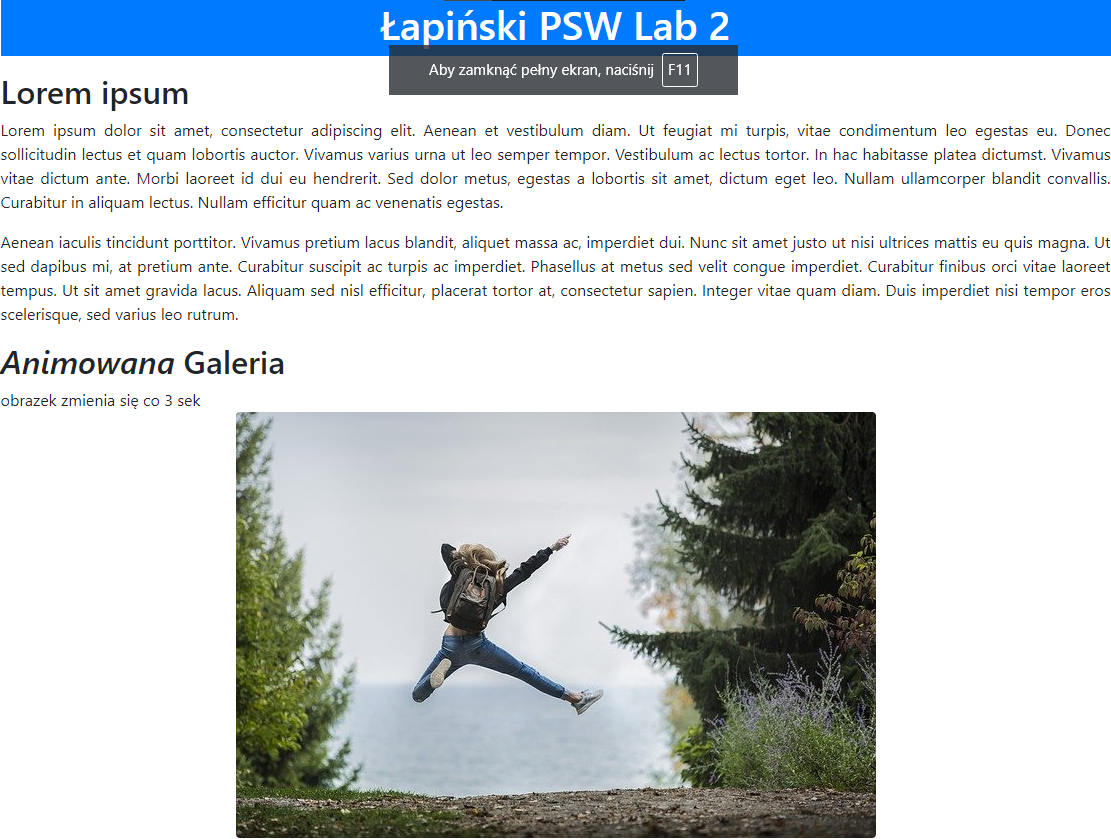 Łapiński PSW Lab 2
Aby zamknąć pełny ekran, naciśnij F11
Lorem ipsum
Lorem ipsum dolor sit amet, consectetur adipiscing elit. Aenean et vestibulum diam. Ut feugiat mi turpis, vitae condimentum leo egestas eu. Donec
sollicitudin lectus et quam lobortis auctor. Vivamus varius urna ut leo semper tempor. Vestibulum ac lectus tortor. In hac habitasse platea dictumst. Vivamus
vitae dictum ante. Morbi laoreet id dui eu hendrerit. Sed dolor metus, egestas a lobortis sit amet, dictum eget leo. Nullam ullamcorper blandit convallis.
Curabitur in aliquam lectus. Nullam efficitur quam ac venenatis egestas.
Aenean iaculis tincidunt porttitor. Vivamus pretium lacus blandit, aliquet massa ac, imperdiet dui. Nunc sit amet justo ut nisi ultrices mattis eu quis magna. Ut
sed dapibus mi, at pretium ante. Curabitur suscipit ac turpis ac imperdiet. Phasellus at metus sed velit congue imperdiet. Curabitur finibus orci vitae laoreet
tempus. Ut sit amet gravida lacus. Aliquam sed nisl efficitur, placerat tortor at, consectetur sapien. Integer vitae quam diam. Duis imperdiet nisi tempor eros
scelerisque, sed varius leo rutrum.
Animowana Galeria
obrazek zmienia się co 3 sek